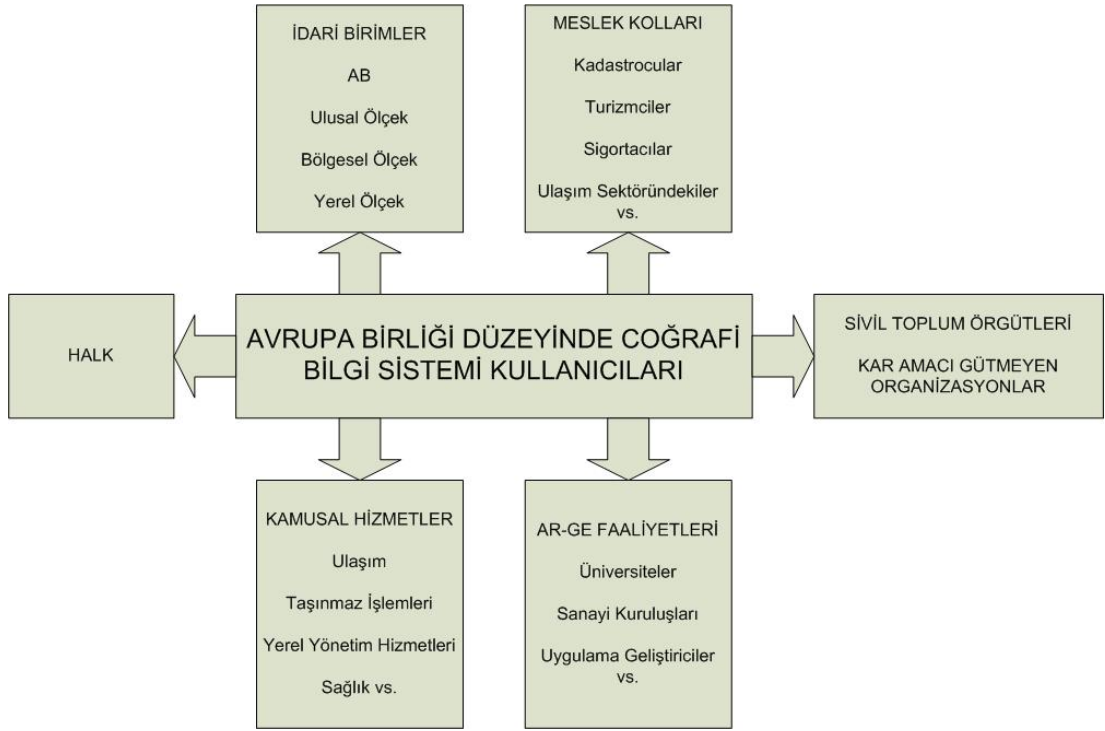 İDARİ BİRİMLER
AB
Ulusal Ölçek
Bölgesel Ölçek
Yerel Ölçek
MESLEK KOLLARI
Kadastrocular
Turizmciler
Sigortacılar
Ulaşım Sektöründekiler
vs.
HALK
AVRUPA BİRLİĞİ DÜZEYİNDE COĞRAFİ
BİLGİ SİSTEMİ KULLANICILARI
SİVİL TOPLUM ÖRGÜTLERİ
KAR AMACI GÜTMEYEN
ORGANİZASYONLAR
KAMUSAL HİZMETLER
Ulaşım
Taşınmaz İşlemleri
Yerel Yönetim Hizmetleri
Sağlık vs.
AR-GE FAALİYETLERİ
Üniversiteler
Sanayi Kuruluşları
Uygulama Geliştiriciler
vs.